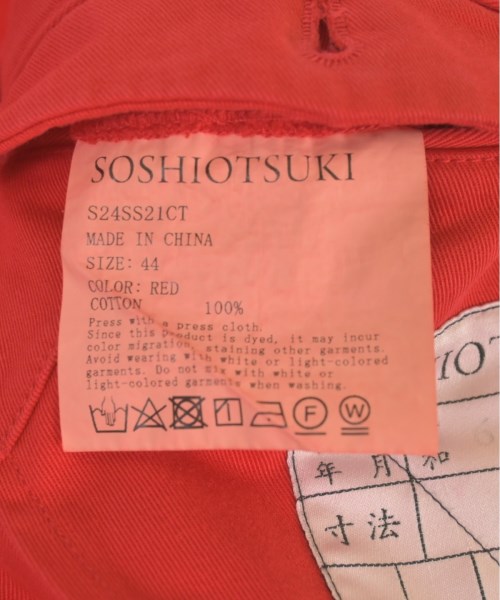 SOSHIOTSUKI
S24SS21CT
MADE IN CHINA
SIZE: 44
COLOR: RED
COTTON 100%
Press with a press cloth.
Since this product is dyed, it may incur
color migration, staining other garments.
Avoid wearing with white or light-colored
garments. Do not mix with white or
light-colored garments when washing.
F W
HIOT
年 月 和
寸法